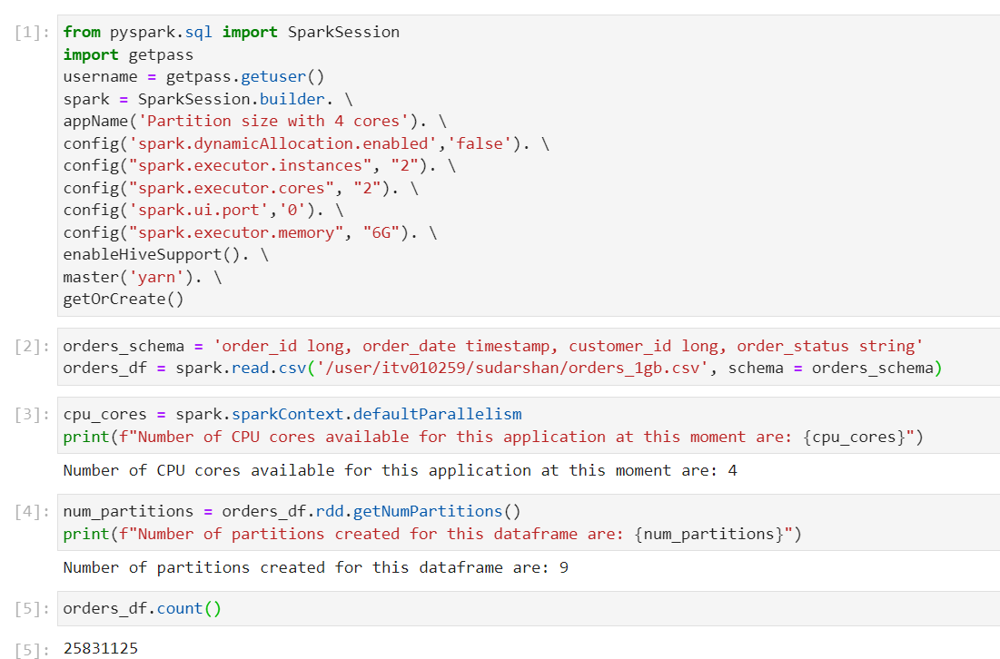 [1]: from pyspark.sql import SparkSession
import getpass
username = getpass.getuser()
spark = SparkSession.builder. \
appName('Partition size with 4 cores'). \
config('spark.dynamicAllocation.enabled','false'). \
config("spark.executor.instances", "2"). \
config("spark.executor.cores", "2"). \
config('spark.ui.port','0'). \
config("spark.executor.memory", "6G"). \
enableHiveSupport(). \
master('yarn'). \
getOrCreate()
[2]: orders_schema = 'order_id long, order_date timestamp, customer_id long, order_status string'
orders_df = spark.read.csv('/user/itv010259/sudarshan/orders_1gb.csv', schema = orders_schema)
[3]: cpu_cores = spark.sparkContext.defaultParallelism
print(f"Number of CPU cores available for this application at this moment are: {cpu_cores}")
Number of CPU cores available for this application at this moment are: 4
[4]: num_partitions = orders_df.rdd.getNumPartitions()
print(f"Number of partitions created for this dataframe are: {num_partitions}")
Number of partitions created for this dataframe are: 9
[5]: orders_df.count()
[5]: 25831125